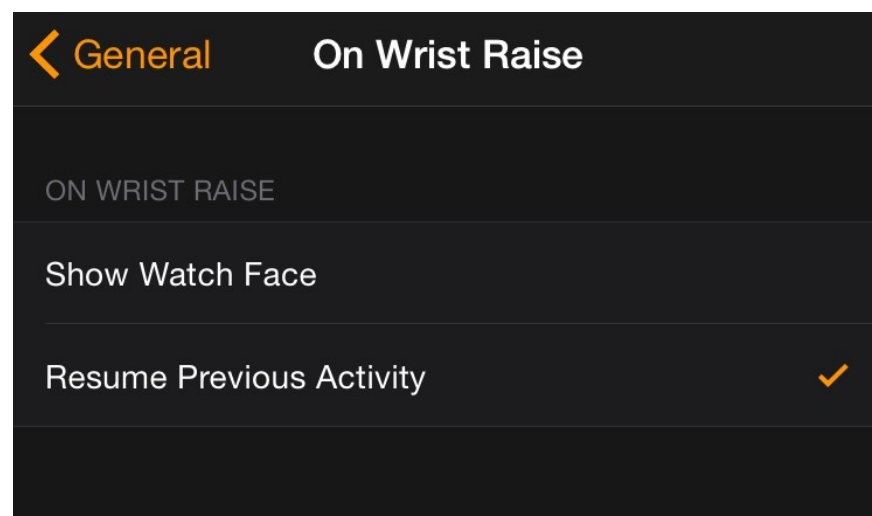 General On Wrist Raise
ON WRIST RAISE
Show Watch Face
Resume Previous Activity